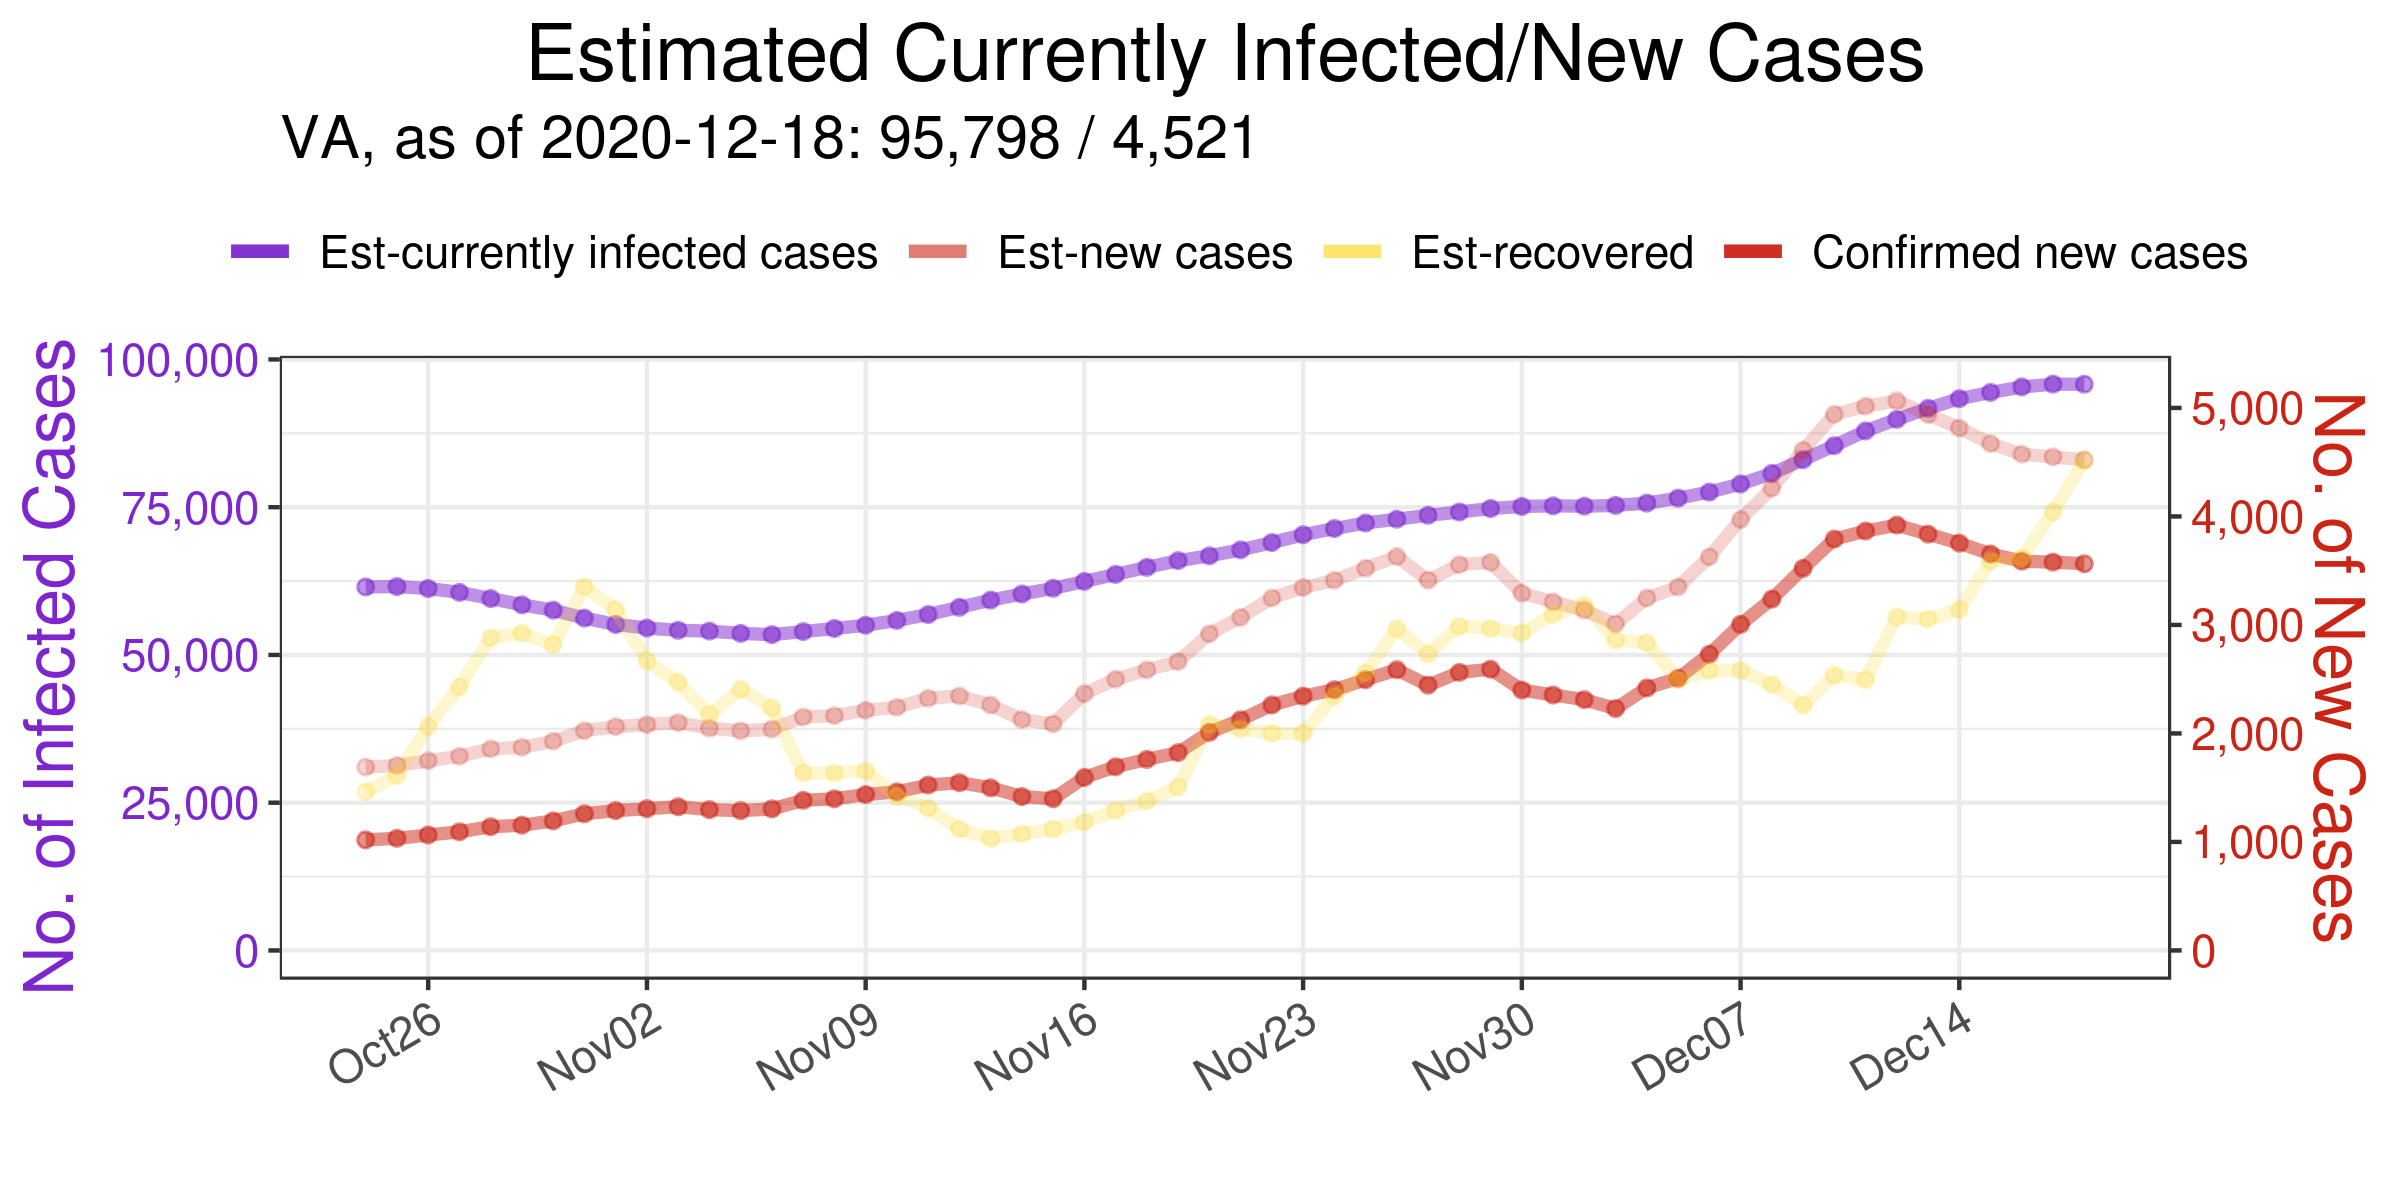 Estimated Currently Infected/New Cases
VA, as of 2020-12-18: 95,798 / 4,521
Est-currently infected cases Est-new cases Est-recovered Confirmed new cases
No. of Infected Cases
100,000
75,000
50,000
25,000
0
5,000
4,000
3,000
2,000
1,000
0
No. of New Cases
Oct26 Nov02 Nov09 Nov16 Nov23 Nov30 Dec07 Dec14